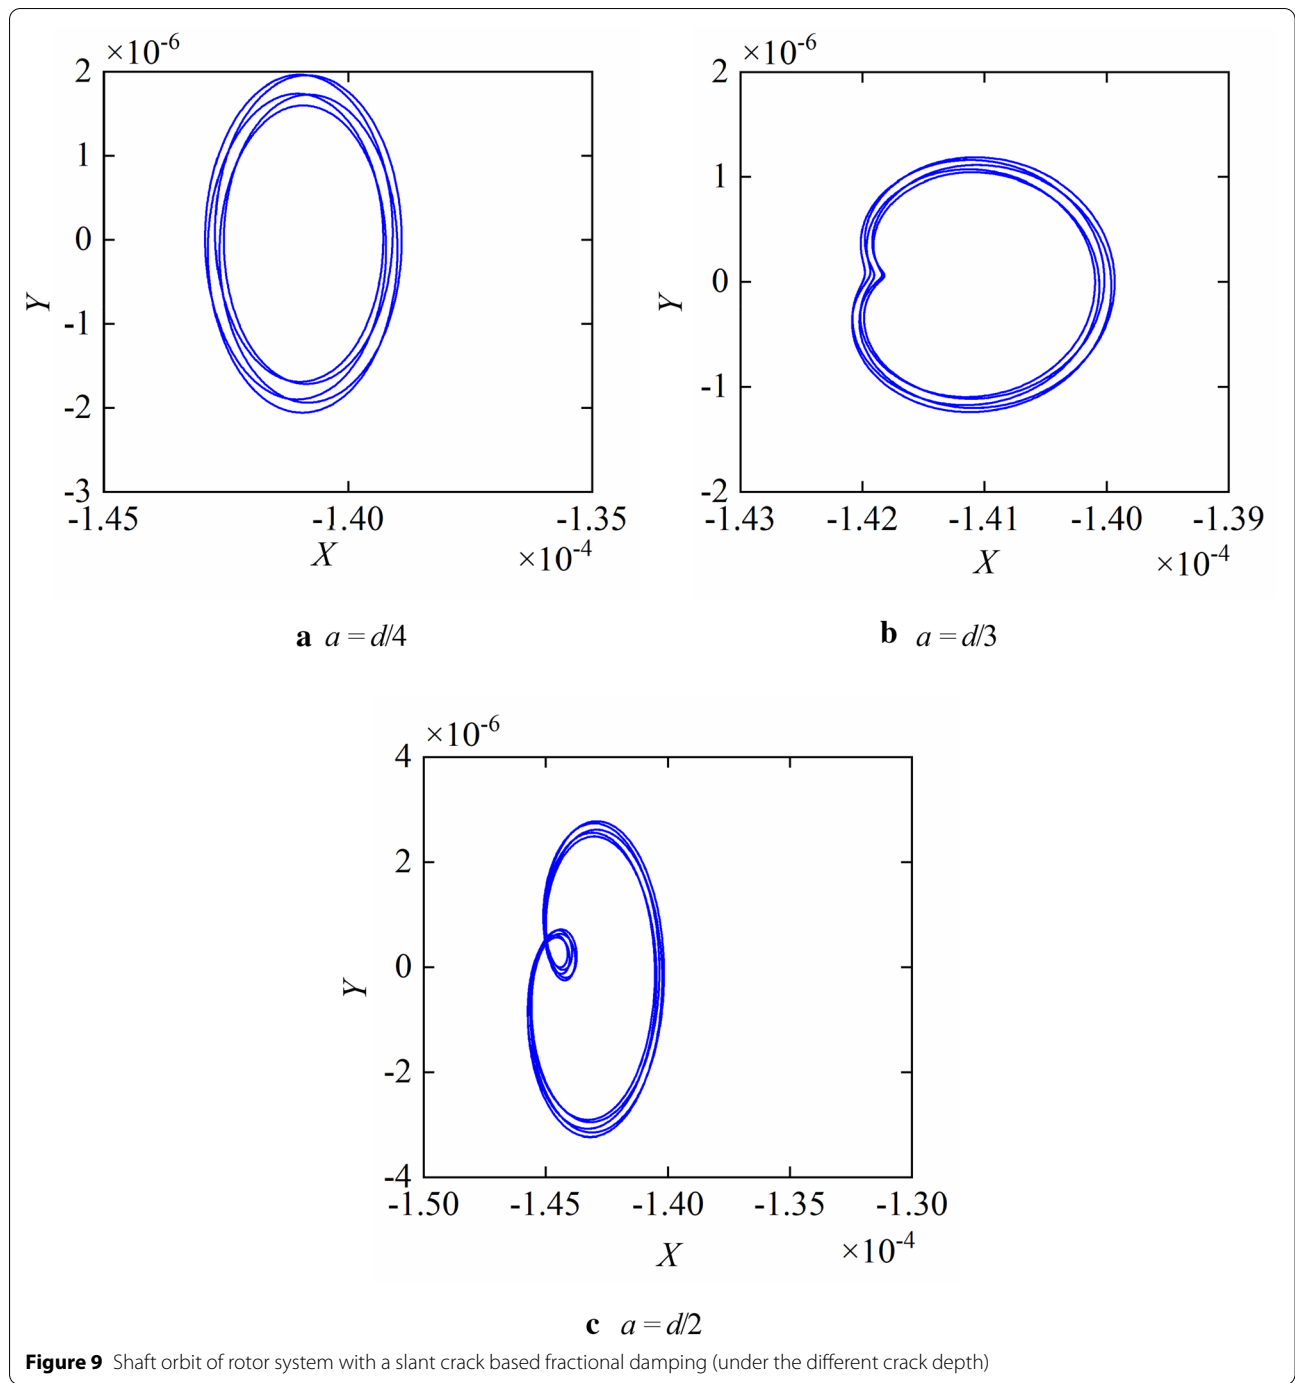 ×10-6
2
1
0
-1
-2
-3
Y
-1.45 -1.40 -1.35
X ×10-4
a a = d/4
×10-6
2
1
0
-1
-2
Y
-1.43 -1.42 -1.41 -1.40 -1.39
X ×10-4
b a = d/3
×10-6
4
2
0
-2
-4
Y
-1.50 -1.45 -1.40 -1.35 -1.30
X ×10-4
c a = d/2
Figure 9 Shaft orbit of rotor system with a slant crack based fractional damping (under the different crack depth)